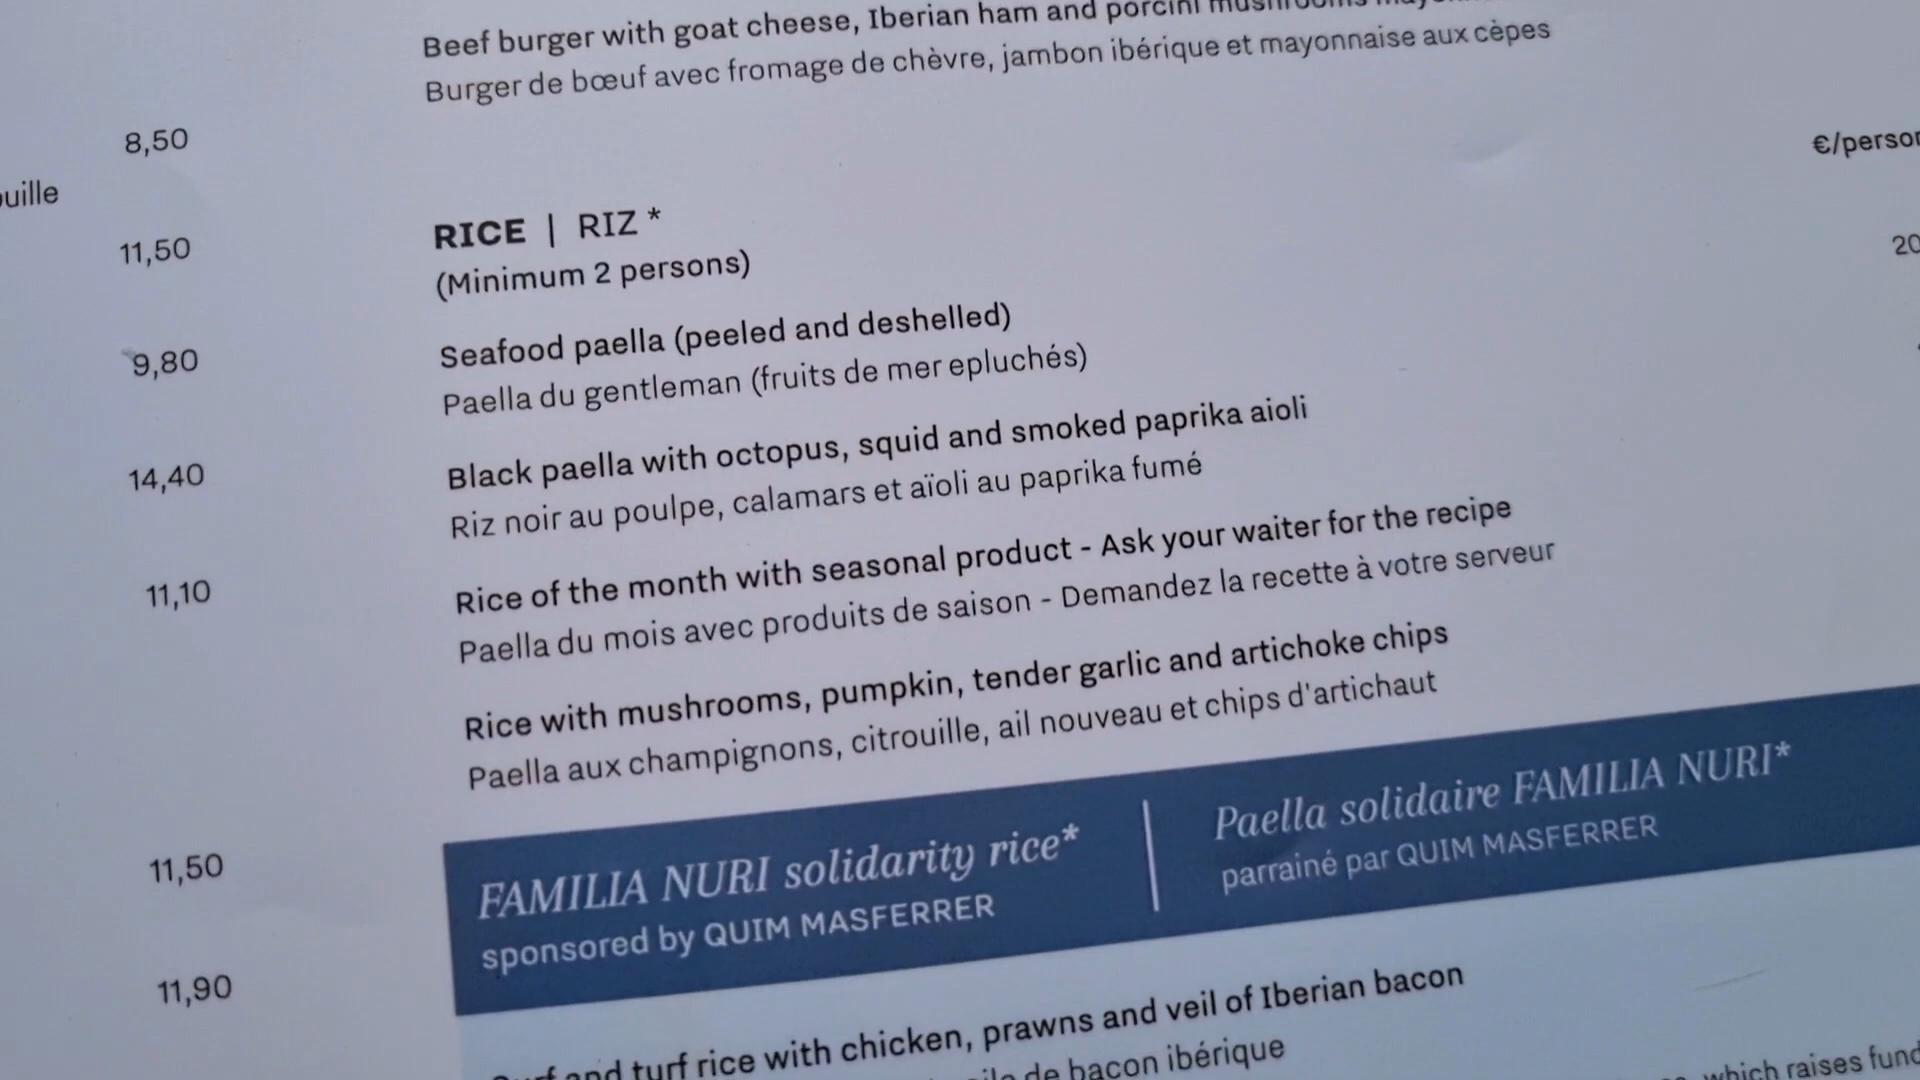 Beef burger with goat cheese, Iberian ham and porcini mushrooms
Burger de bœuf avec fromage de chèvre, jambon ibérique et mayonnaise aux cèpes
8,50
11,50
9,80
14,40
11,10
11,50
11,90
RICE | RIZ *
(Minimum 2 persons)
Seafood paella (peeled and deshelled)
Paella du gentleman (fruits de mer epluchés)
Black paella with octopus, squid and smoked paprika aioli
Riz noir au poulpe, calamars et aïoli au paprika fumé
Rice of the month with seasonal product - Ask your waiter for the recipe
Paella du mois avec produits de saison - Demandez la recette à votre serveur
Rice with mushrooms, pumpkin, tender garlic and artichoke chips
Paella aux champignons, citrouille, ail nouveau et chips d'artichaut
FAMILIA NURI solidarity rice*
sponsored by QUIM MASFERRER
Paella solidaire FAMILIA NURI*
parrainé par QUIM MASFERRER
and turf rice with chicken, prawns and veil of Iberian bacon
de bacon ibérique
which raises